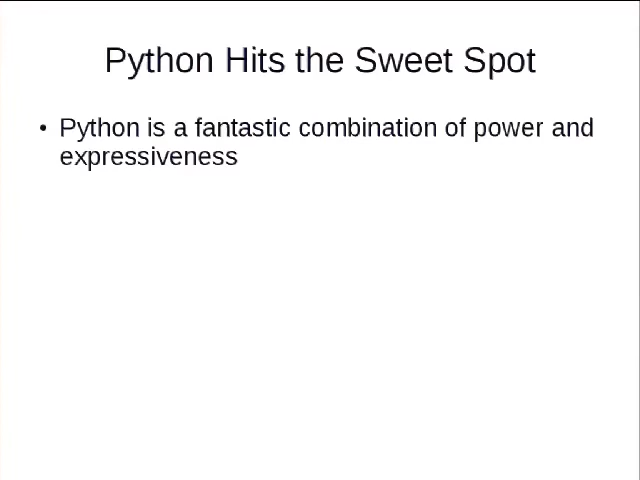 Python Hits the Sweet Spot
• Python is a fantastic combination of power and
expressiveness